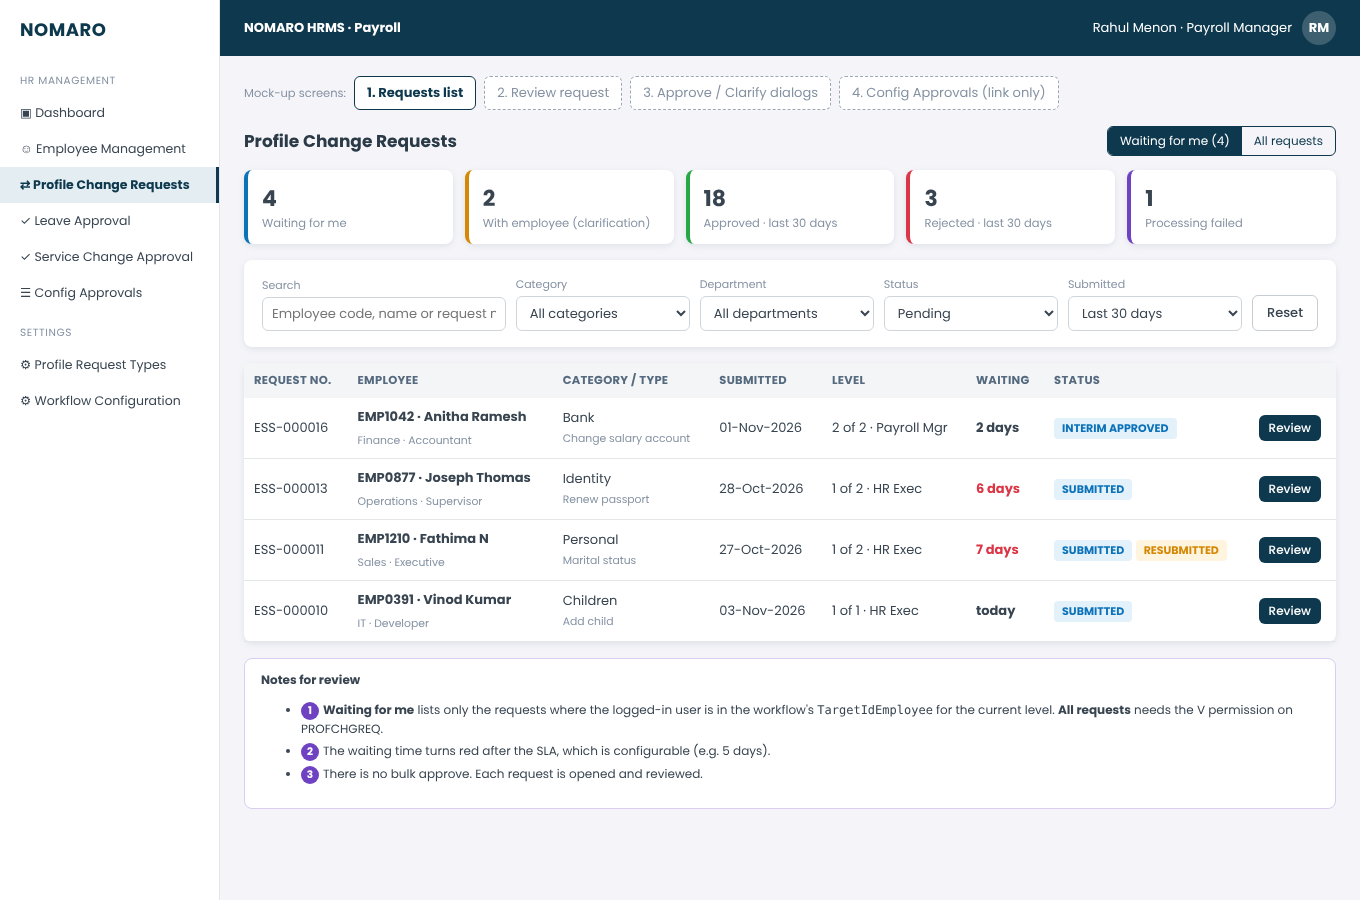 NOMARO
HR MANAGEMENT
▣ Dashboard
☺ Employee Management
⇄ Profile Change Requests
✓ Leave Approval
✓ Service Change Approval
☰ Config Approvals
SETTINGS
⚙ Profile Request Types
⚙ Workflow Configuration
NOMARO HRMS · Payroll
Rahul Menon · Payroll Manager RM
Mock-up screens: 1. Requests list 2. Review request 3. Approve / Clarify dialogs 4. Config Approvals (link only)
Profile Change Requests
Waiting for me (4) All requests
4
Waiting for me
2
With employee (clarification)
18
Approved · last 30 days
3
Rejected · last 30 days
1
Processing failed
Search Category Department Status Submitted
Employee code, name or request n All categories All departments Pending Last 30 days Reset
REQUEST NO. EMPLOYEE CATEGORY / TYPE SUBMITTED LEVEL WAITING STATUS
ESS-000016 EMP1042 · Anitha Ramesh Bank 01-Nov-2026 2 of 2 · Payroll Mgr 2 days INTERIM APPROVED Review
Finance · Accountant Change salary account
ESS-000013 EMP0877 · Joseph Thomas Identity 28-Oct-2026 1 of 2 · HR Exec 6 days SUBMITTED Review
Operations · Supervisor Renew passport
ESS-000011 EMP1210 · Fathima N Personal 27-Oct-2026 1 of 2 · HR Exec 7 days SUBMITTED RESUBMITTED Review
Sales · Executive Marital status
ESS-000010 EMP0391 · Vinod Kumar Children 03-Nov-2026 1 of 1 · HR Exec today SUBMITTED Review
IT · Developer Add child
Notes for review
• 1 Waiting for me lists only the requests where the logged-in user is in the workflow's TargetIdEmployee for the current level. All requests needs the V permission on
PROFCHGREQ.
• 2 The waiting time turns red after the SLA, which is configurable (e.g. 5 days).
• 3 There is no bulk approve. Each request is opened and reviewed.